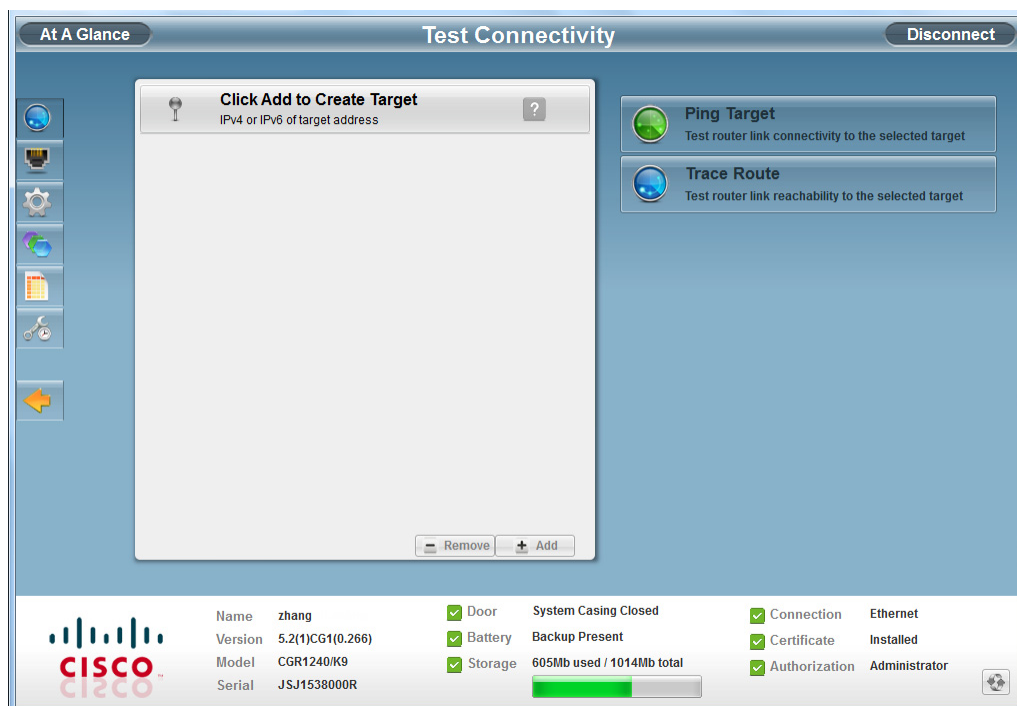 At A Glance
Test Connectivity
Disconnect
Click Add to Create Target
IPv4 or IPv6 of target address
?
Ping Target
Test router link connectivity to the selected target
Trace Route
Test router link reachability to the selected target
Remove
Add
CISCO
Name zhang
Version 5.2(1)CG1(0.266)
Model CGR1240/K9
Serial JSJ1538000R
Door System Casing Closed
Battery Backup Present
Storage 605Mb used / 1014Mb total
Connection Ethernet
Certificate Installed
Authorization Administrator